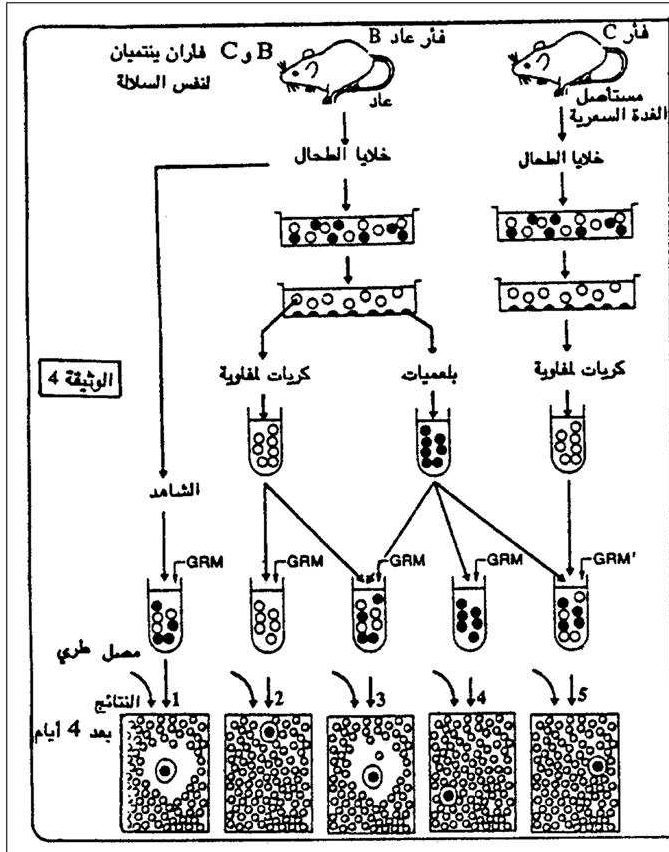 فأر C
فأر عاد B
B و C فأران ينتميان
لنفس السلالة
عاد
مستأصل
الغدة السعرية
خلايا الطحال
خلايا الطحال
الوثيقة 4
كريات لمفاوية
بلعميات
كريات لمفاوية
الشاهد
GRM
GRM
GRM
GRM
GRM'
مصل طري
النتائج
بعد 4 أيام
1
2
3
4
5